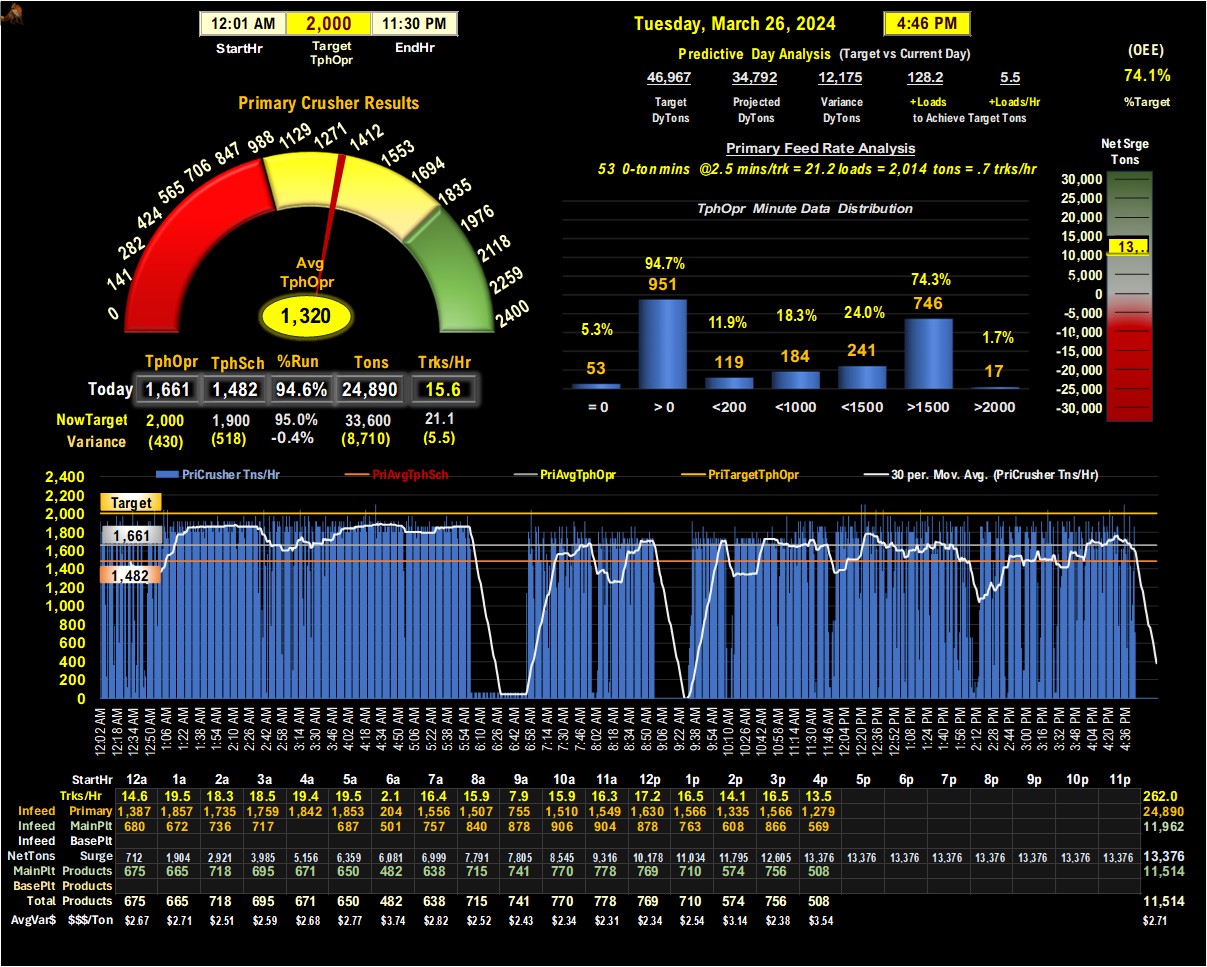 12:01 AM 2,000 11:30 PM
StartHr Target TphOpr EndHr
Tuesday, March 26, 2024 4:46 PM
Predictive Day Analysis (Target vs Current Day)
46,967 34,792 12,175 128.2 5.5
Target Projected Variance +Loads +Loads/Hr
DyTons DyTons DyTons to Achieve Target Tons
(OEE)
74.1%
%Target
Primary Crusher Results
0 141 282 424 565 706 847 988 1129 1271 1412 1553 1694 1835 1976 2118 2259 2400
Avg
TphOpr
1,320
TphOpr TphSch %Run Tons Trks/Hr
Today 1,661 1,482 94.6% 24,890 15.6
NowTarget 2,000 1,900 95.0% 33,600 21.1
Variance (430) (518) -0.4% (8,710) (5.5)
Primary Feed Rate Analysis
53 0-ton mins @2.5 mins/trk = 21.2 loads = 2,014 tons = .7 trks/hr
TphOpr Minute Data Distribution
5.3% 94.7% 11.9% 18.3% 24.0% 74.3% 1.7%
53 951 119 184 241 746 17
= 0 > 0 <200 <1000 <1500 >1500 >2000
Net Srge
Tons
30,000
25,000
20,000
15,000
13,..
10,000
5,000
0
-5,000
-10,000
-15,000
-20,000
-25,000
-30,000
PriCrusher Tns/Hr PriAvgTphSch PriAvgTphOpr PriTargetTphOpr 30 per. Mov. Avg. (PriCrusher Tns/Hr)
2,400
2,200
2,000
1,800
1,600
1,400
1,200
1,000
800
600
400
200
0
Target
1,661
1,482
12:02 AM 12:18 AM 12:34 AM 12:50 AM 1:06 AM 1:22 AM 1:38 AM 1:54 AM 2:10 AM 2:26 AM 2:42 AM 2:58 AM 3:14 AM 3:30 AM 3:46 AM 4:02 AM 4:18 AM 4:34 AM 4:50 AM 5:06 AM 5:22 AM 5:38 AM 5:54 AM 6:10 AM 6:26 AM 6:42 AM 6:58 AM 7:14 AM 7:30 AM 7:46 AM 8:02 AM 8:18 AM 8:34 AM 8:50 AM 9:06 AM 9:22 AM 9:38 AM 9:54 AM 10:10 AM 10:26 AM 10:42 AM 10:58 AM 11:14 AM 11:30 AM 11:46 AM 12:04 PM 12:20 PM 12:36 PM 12:52 PM 1:08 PM 1:24 PM 1:40 PM 1:56 PM 2:12 PM 2:28 PM 2:44 PM 3:00 PM 3:16 PM 3:32 PM 3:48 PM 4:04 PM 4:20 PM 4:36 PM
StartHr 12a 1a 2a 3a 4a 5a 6a 7a 8a 9a 10a 11a 12p 1p 2p 3p 4p 5p 6p 7p 8p 9p 10p 11p
Trks/Hr 14.6 19.5 18.3 18.5 19.4 19.5 2.1 16.4 15.9 7.9 15.9 16.3 17.2 16.5 14.1 16.5 13.5 262.0
Infeed Primary 1,387 1,857 1,735 1,759 1,842 1,853 204 1,556 1,507 755 1,510 1,549 1,630 1,566 1,335 1,566 1,279 24,890
Infeed MainPlt 680 672 736 717 687 501 757 840 878 906 904 878 763 608 866 569 11,962
Infeed BasePlt
NetTons Surge 712 1,904 2,921 3,985 5,156 6,359 6,081 6,999 7,791 7,805 8,545 9,316 10,178 11,034 11,795 12,605 13,376 13,376 13,376 13,376 13,376 13,376 13,376 13,376 13,376
MainPlt Products 675 665 718 695 671 650 482 638 715 741 770 778 769 710 574 756 508 11,514
BasePlt Products
Total Products 675 665 718 695 671 650 482 638 715 741 770 778 769 710 574 756 508 11,514
AvgVar$ $$$/Ton $2.67 $2.71 $2.51 $2.59 $2.68 $2.77 $3.74 $2.82 $2.52 $2.43 $2.34 $2.31 $2.34 $2.54 $3.14 $2.38 $3.54 $2.71